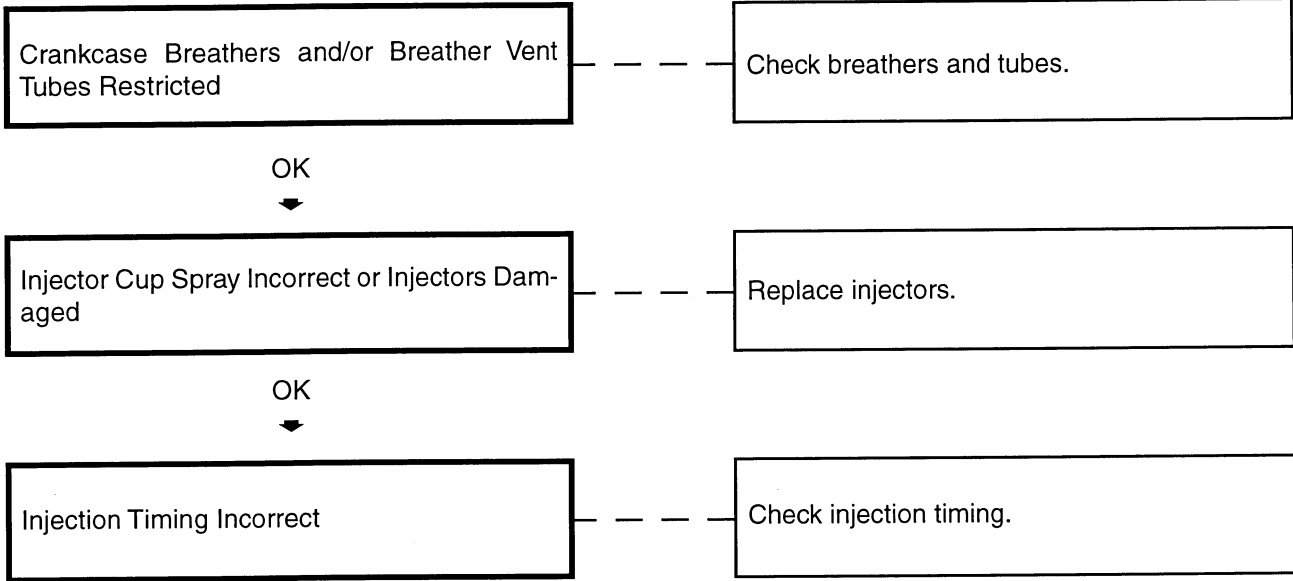 Crankcase Breathers and/or Breather Vent
Tubes Restricted
Check breathers and tubes.
OK
Injector Cup Spray Incorrect or Injectors Dam-
aged
Replace injectors.
OK
Injection Timing Incorrect
Check injection timing.